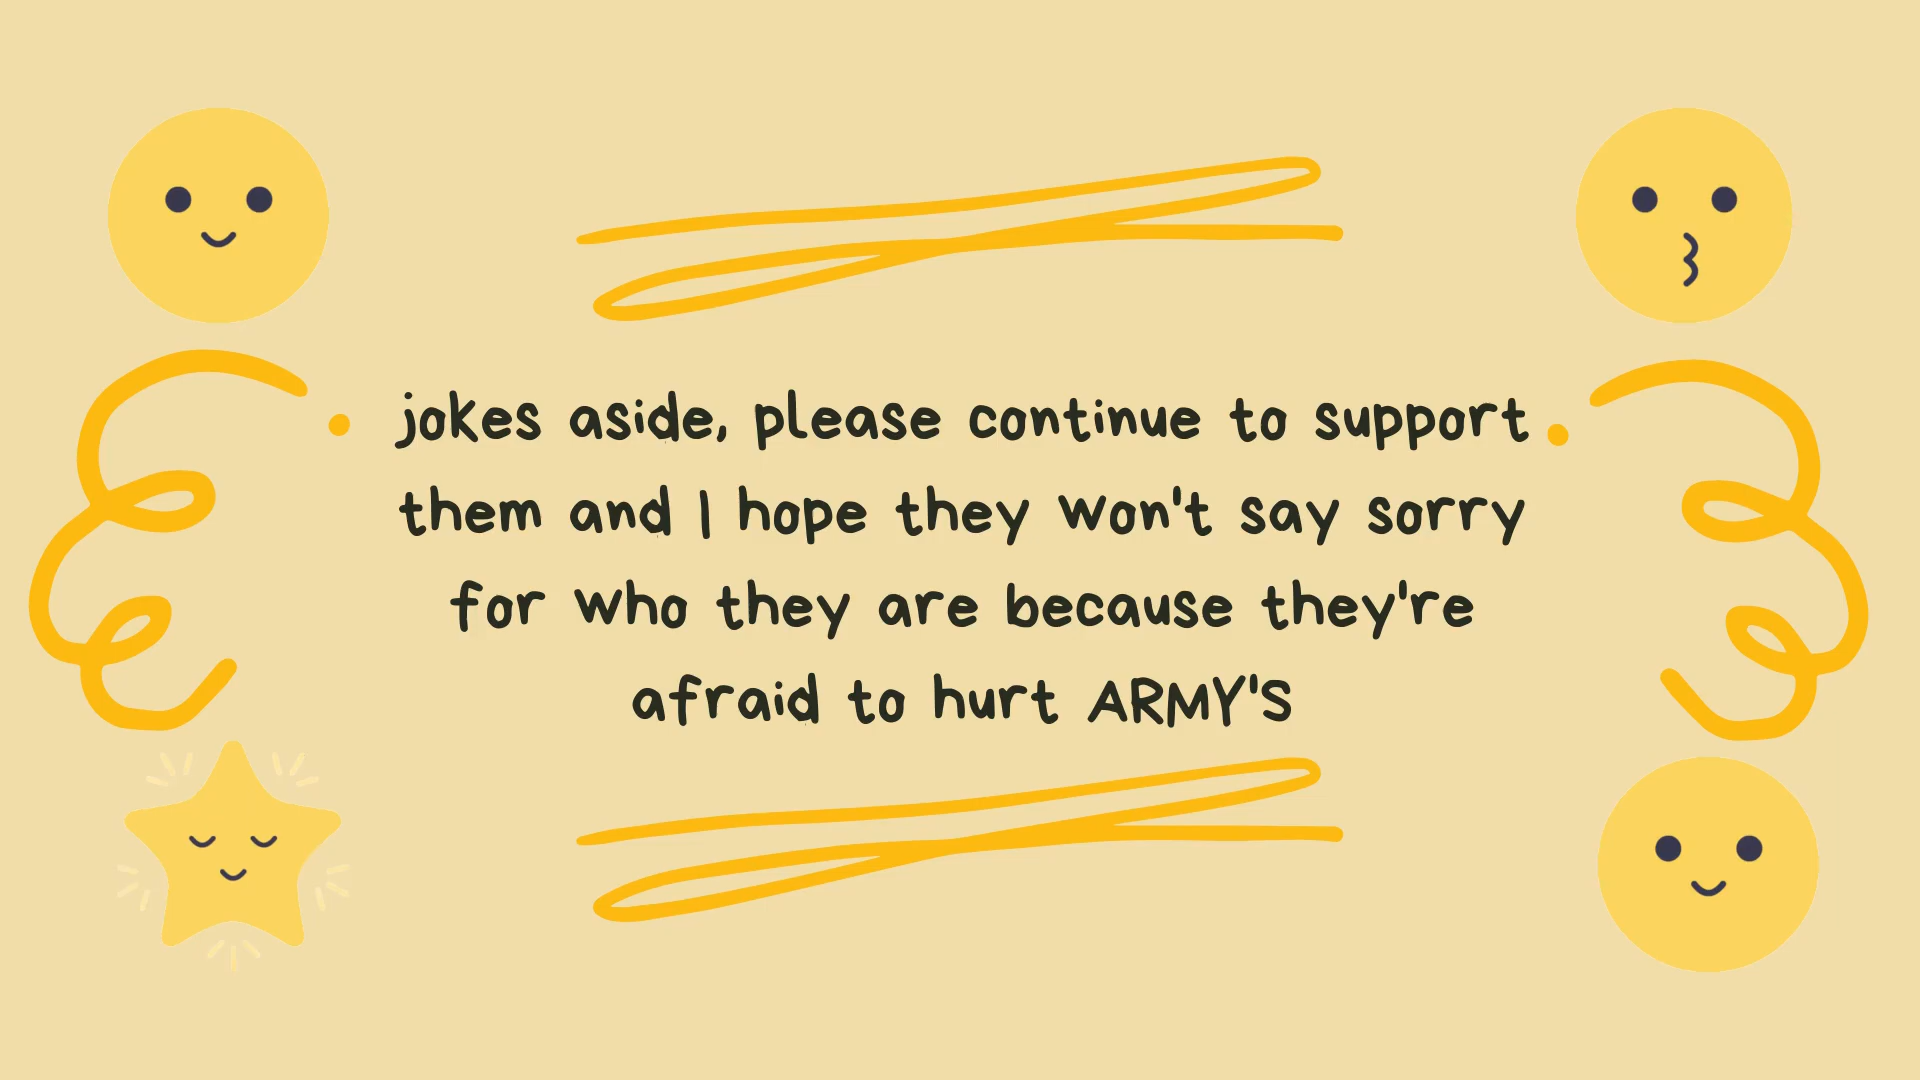 jokes aside, please continue to support
them and I hope they won't say sorry
for who they are because they're
afraid to hurt ARMY'S